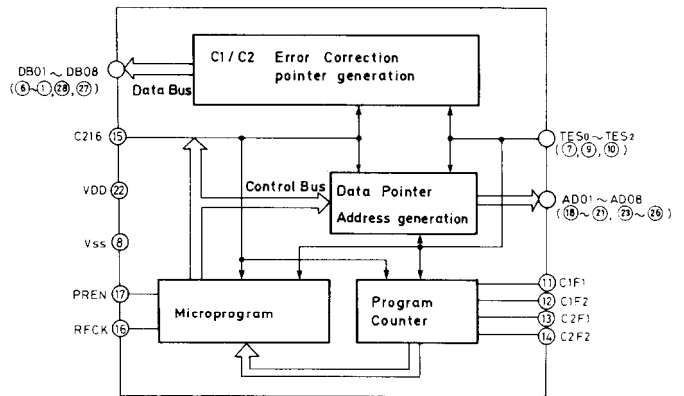 C1/C2 Error Correction
pointer generation
DB01～DB08
(⑥～①,㉘,㉗)
Data Bus
C216 ⑮
TES0～TES2
(⑦,⑨,⑩)
VDD ㉒
Control Bus
Data Pointer
Address generation
AD01～AD08
(⑱～㉑, ㉓～㉖)
Vss ⑧
PREN ⑰
RFCK ⑯
Microprogram
Program
Counter
⑪ C1F1
⑫ C1F2
⑬ C2F1
⑭ C2F2